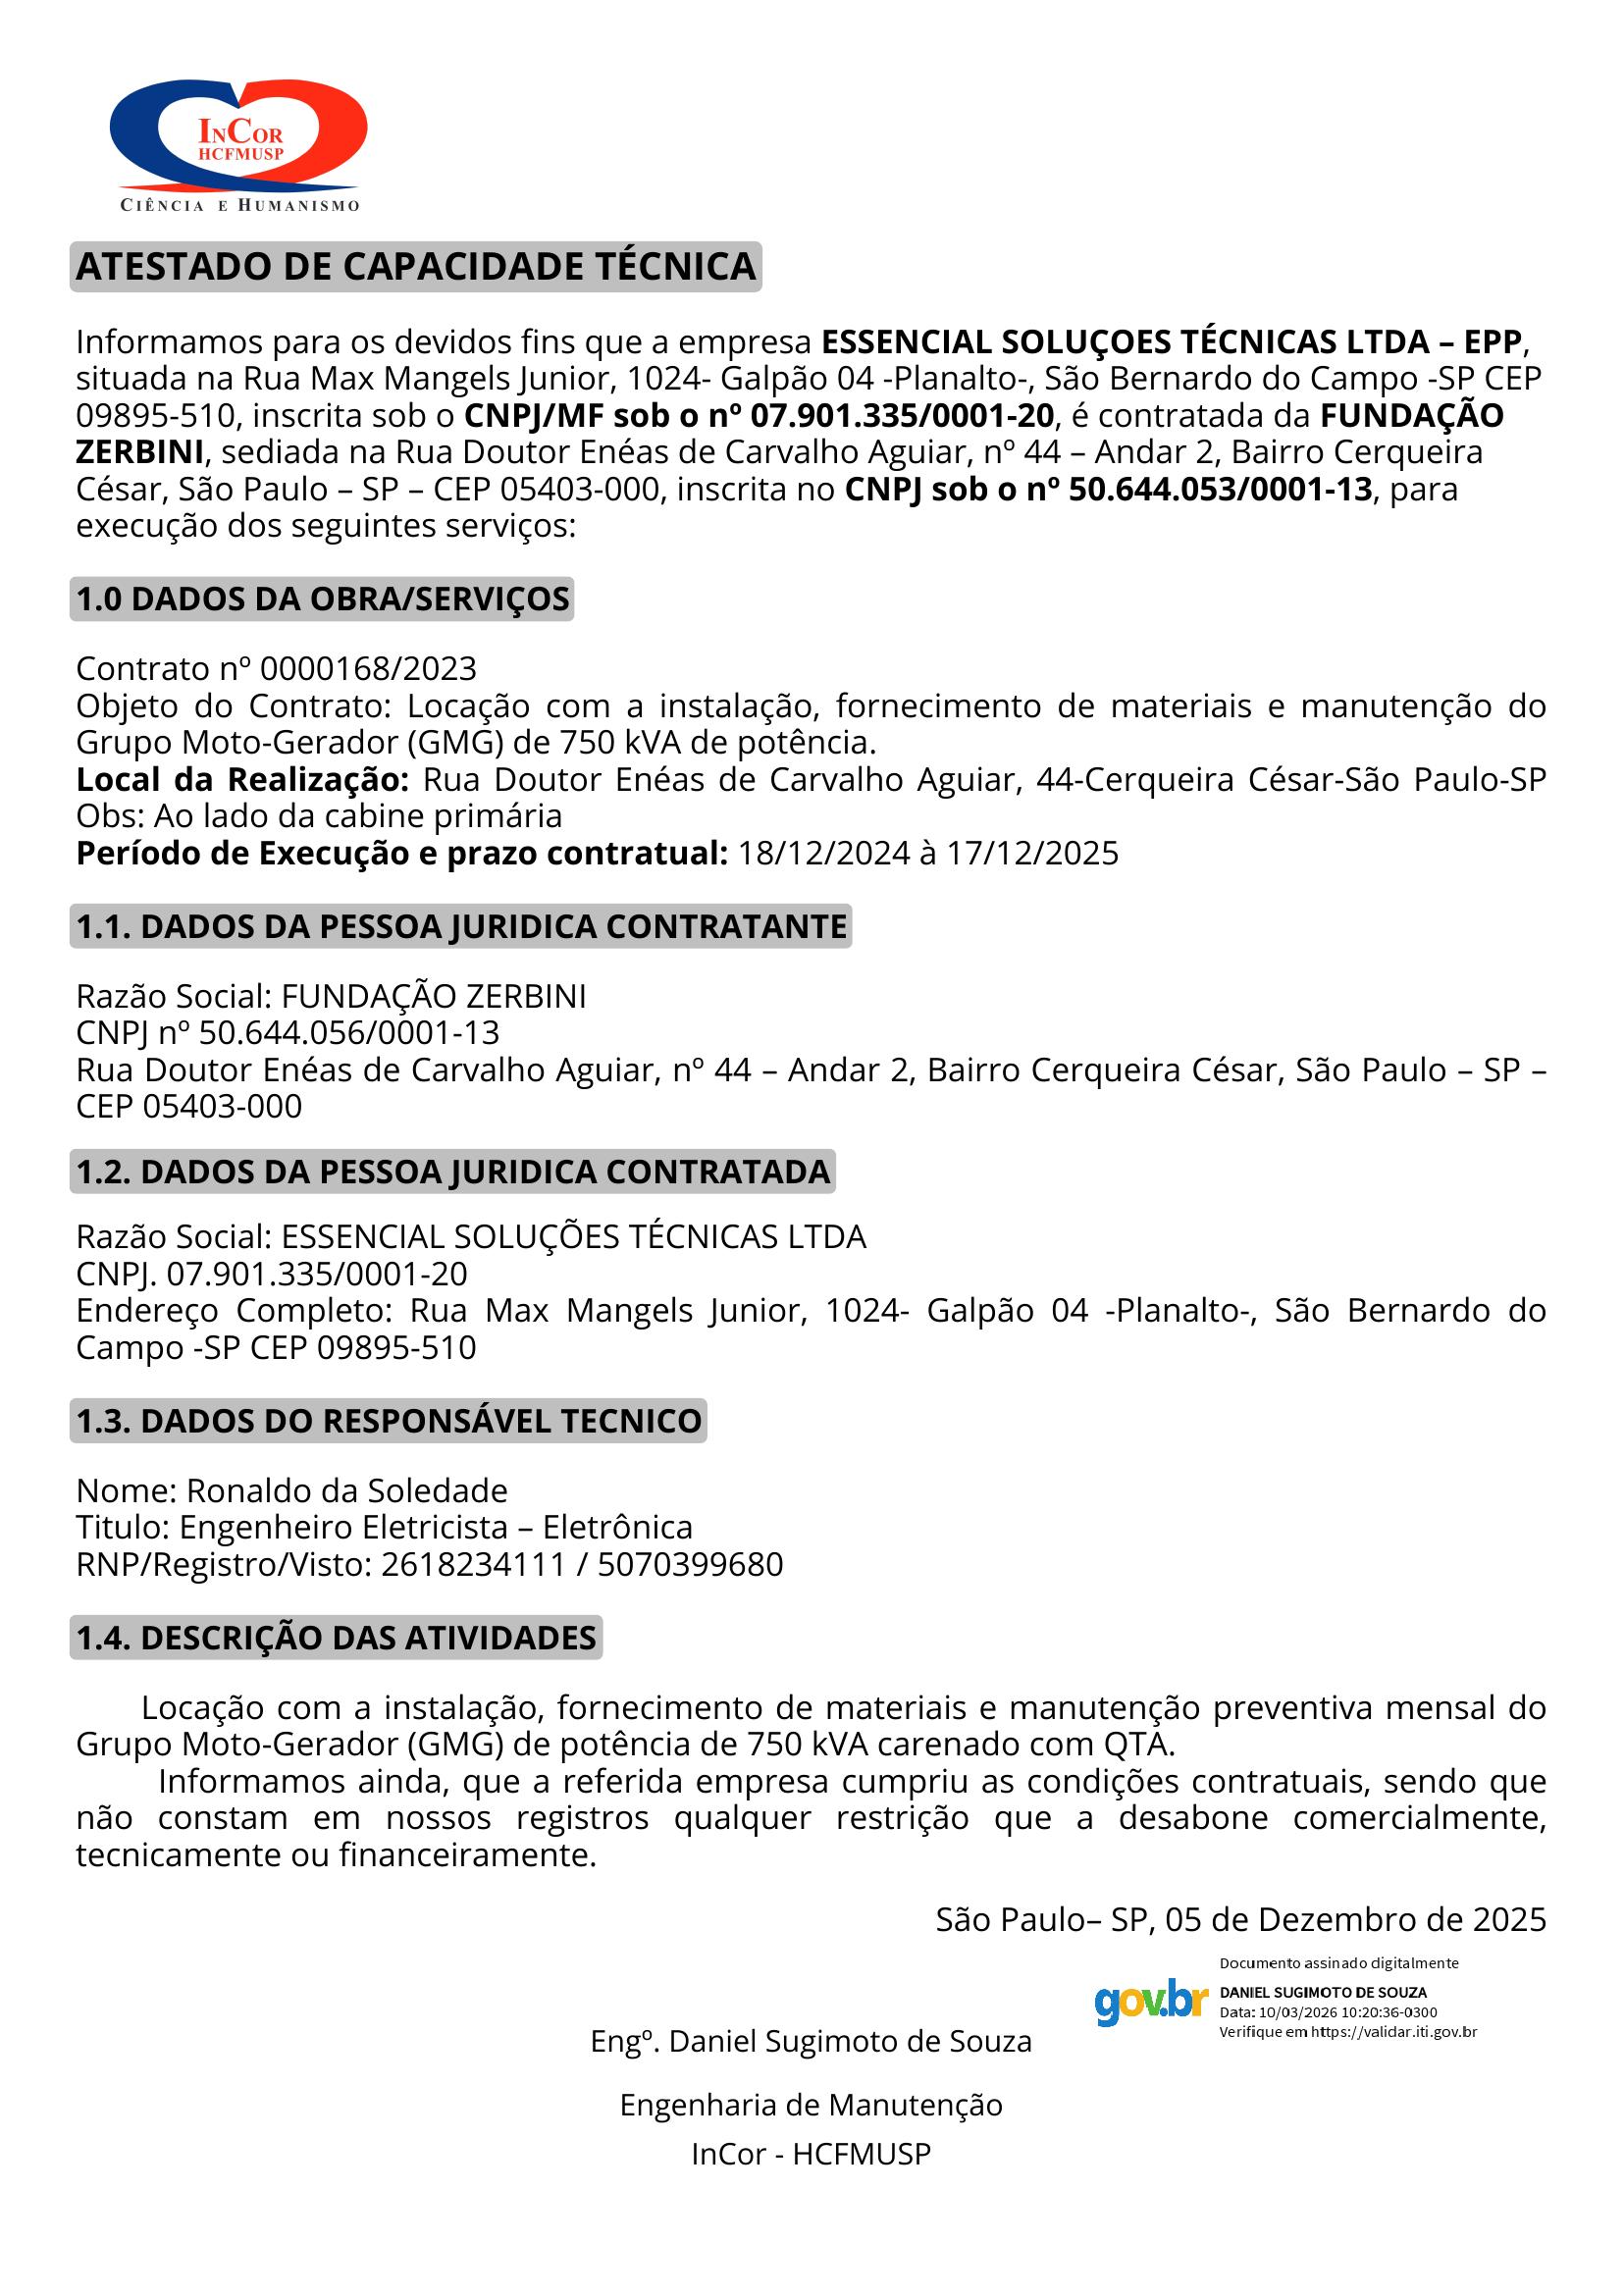 INCOR
HCFMUSP
CIÊNCIA E HUMANISMO
ATESTADO DE CAPACIDADE TÉCNICA
Informamos para os devidos fins que a empresa ESSENCIAL SOLUÇOES TÉCNICAS LTDA – EPP,
situada na Rua Max Mangels Junior, 1024- Galpão 04 -Planalto-, São Bernardo do Campo -SP CEP
09895-510, inscrita sob o CNPJ/MF sob o nº 07.901.335/0001-20, é contratada da FUNDAÇÃO
ZERBINI, sediada na Rua Doutor Enéas de Carvalho Aguiar, nº 44 – Andar 2, Bairro Cerqueira
César, São Paulo – SP – CEP 05403-000, inscrita no CNPJ sob o nº 50.644.053/0001-13, para
execução dos seguintes serviços:
1.0 DADOS DA OBRA/SERVIÇOS
Contrato nº 0000168/2023
Objeto do Contrato: Locação com a instalação, fornecimento de materiais e manutenção do
Grupo Moto-Gerador (GMG) de 750 kVA de potência.
Local da Realização: Rua Doutor Enéas de Carvalho Aguiar, 44-Cerqueira César-São Paulo-SP
Obs: Ao lado da cabine primária
Período de Execução e prazo contratual: 18/12/2024 à 17/12/2025
1.1. DADOS DA PESSOA JURIDICA CONTRATANTE
Razão Social: FUNDAÇÃO ZERBINI
CNPJ nº 50.644.056/0001-13
Rua Doutor Enéas de Carvalho Aguiar, nº 44 – Andar 2, Bairro Cerqueira César, São Paulo – SP –
CEP 05403-000
1.2. DADOS DA PESSOA JURIDICA CONTRATADA
Razão Social: ESSENCIAL SOLUÇÕES TÉCNICAS LTDA
CNPJ. 07.901.335/0001-20
Endereço Completo: Rua Max Mangels Junior, 1024- Galpão 04 -Planalto-, São Bernardo do
Campo -SP CEP 09895-510
1.3. DADOS DO RESPONSÁVEL TECNICO
Nome: Ronaldo da Soledade
Titulo: Engenheiro Eletricista – Eletrônica
RNP/Registro/Visto: 2618234111 / 5070399680
1.4. DESCRIÇÃO DAS ATIVIDADES
Locação com a instalação, fornecimento de materiais e manutenção preventiva mensal do
Grupo Moto-Gerador (GMG) de potência de 750 kVA carenado com QTA.
Informamos ainda, que a referida empresa cumpriu as condições contratuais, sendo que
não constam em nossos registros qualquer restrição que a desabone comercialmente,
tecnicamente ou financeiramente.
São Paulo– SP, 05 de Dezembro de 2025
gov.br
Documento assinado digitalmente
DANIEL SUGIMOTO DE SOUZA
Data: 10/03/2026 10:20:36-0300
Verifique em https://validar.iti.gov.br
Engº. Daniel Sugimoto de Souza
Engenharia de Manutenção
InCor - HCFMUSP